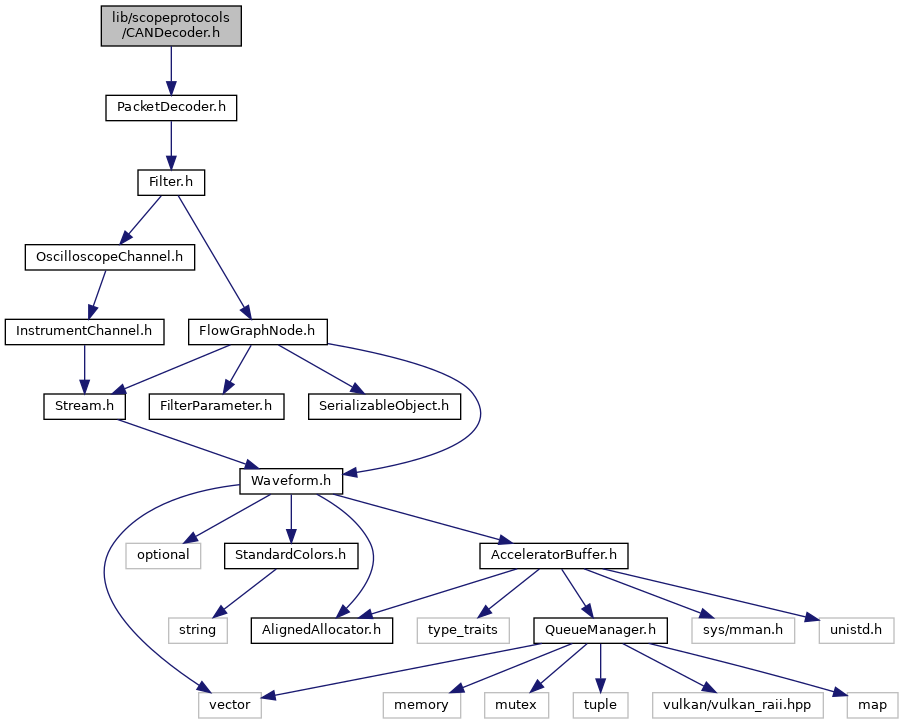 lib/scopeprotocols
/CANDecoder.h
PacketDecoder.h
Filter.h
OscilloscopeChannel.h
InstrumentChannel.h
FlowGraphNode.h
Stream.h
FilterParameter.h
SerializableObject.h
Waveform.h
optional
StandardColors.h
AcceleratorBuffer.h
string
AlignedAllocator.h
type_traits
QueueManager.h
sys/mman.h
unistd.h
vector
memory
mutex
tuple
vulkan/vulkan_raii.hpp
map